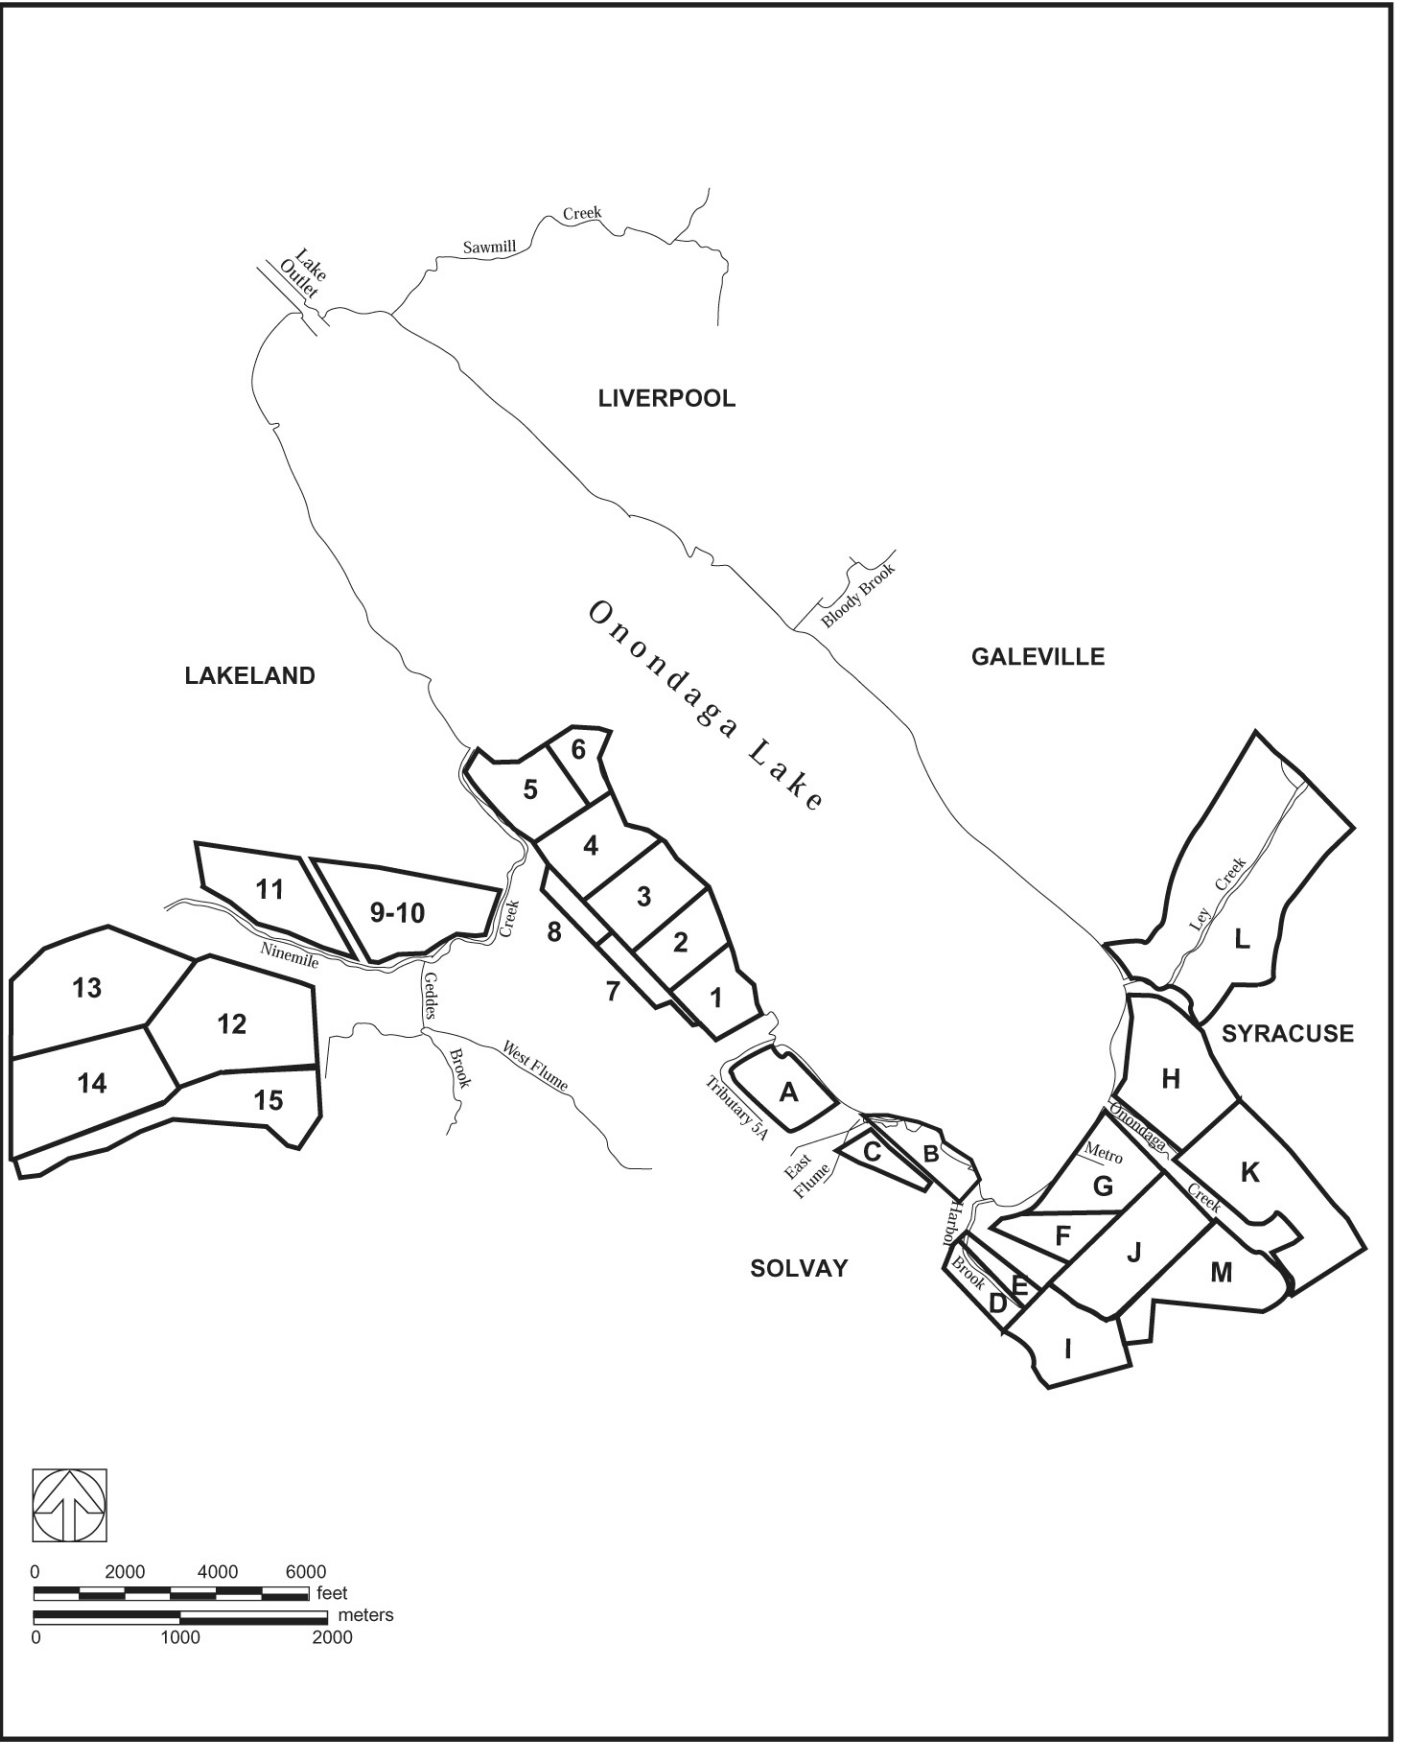 Creek
Sawmill
Lake
Outlet
LIVERPOOL
Bloody Brook
Onondaga Lake
GALEVILLE
LAKELAND
6
5
4
11
9-10
3
Creek
Ley Creek
8
2
L
Ninemile
13
7
1
Geddes
12
SYRACUSE
West Flume
Brook
14
15
A
H
Tributary 5A
Onondaga
C
B
Metro
East
Flume
K
G
Creek
Harbor
F
J
SOLVAY
Brook
M
E
D
I
0 2000 4000 6000
feet
meters
0 1000 2000